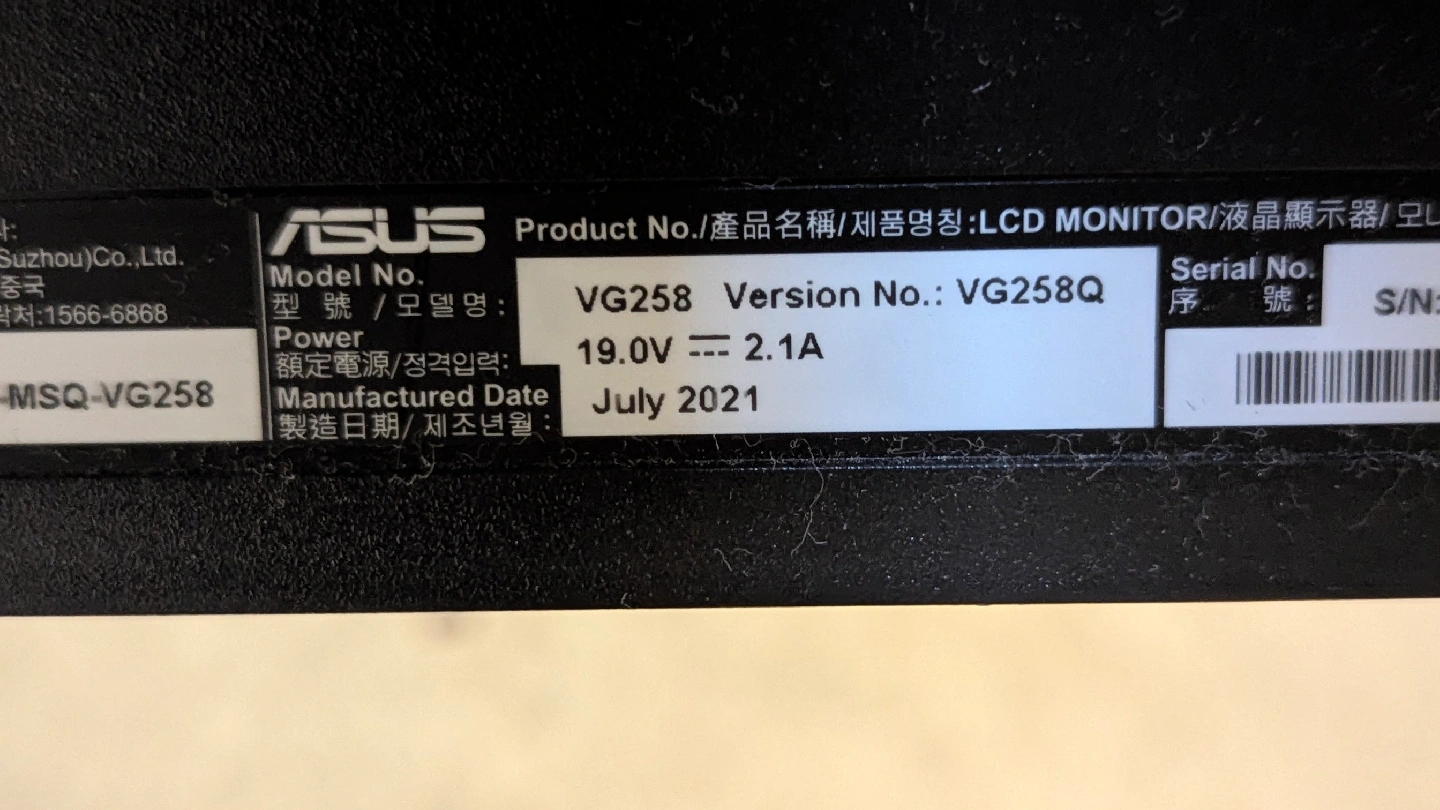 Suzhou)Co.,Ltd.
중국
락처:1566-6868
-MSQ-VG258
ASUS
Product No./產品名稱/제품명칭:LCD MONITOR/液晶顯示器/ 모니
Model No.
型 號 / 모델명 :
VG258 Version No.: VG258Q
Power
額定電源/정격입력:
19.0V 2.1A
Manufactured Date
製造日期/ 제조년월 :
July 2021
Serial No.
序 號 :
S/N: